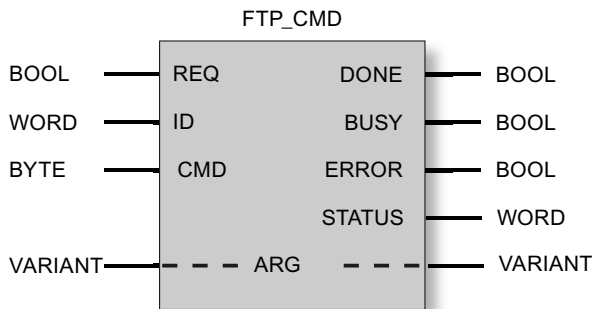 FTP_CMD
BOOL REQ DONE BOOL
WORD ID BUSY BOOL
BYTE CMD ERROR BOOL
STATUS WORD
VARIANT ARG VARIANT